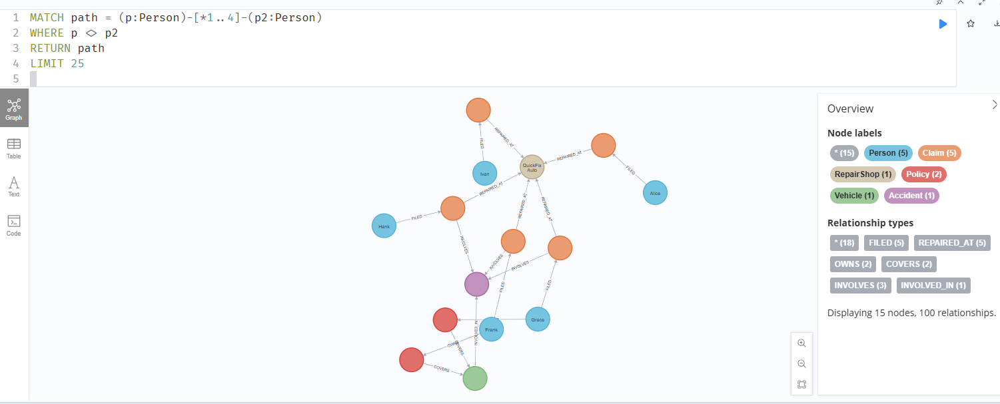 1 MATCH path = (p:Person)-[*1..4]-(p2:Person)
2 WHERE p <> p2
3 RETURN path
4 LIMIT 25
5
Graph
Table
Text
Code
REPAIRED_AT
FILED
QuickFix
Auto
REPAIRED_AT
FILED
Ivan
Alice
REPAIRED_AT
REPAIRED_AT
REPAIRED_AT
FILED
Hank
INVOLVES
INVOLVES
INVOLVES
FILED
FILED
Grace
Frank
INVOLVED_IN
OWNS
COVERS
COVERS
Overview
Node labels
* (15) Person (5) Claim (5)
RepairShop (1) Policy (2)
Vehicle (1) Accident (1)
Relationship types
* (18) FILED (5) REPAIRED_AT (5)
OWNS (2) COVERS (2)
INVOLVES (3) INVOLVED_IN (1)
Displaying 15 nodes, 100 relationships.